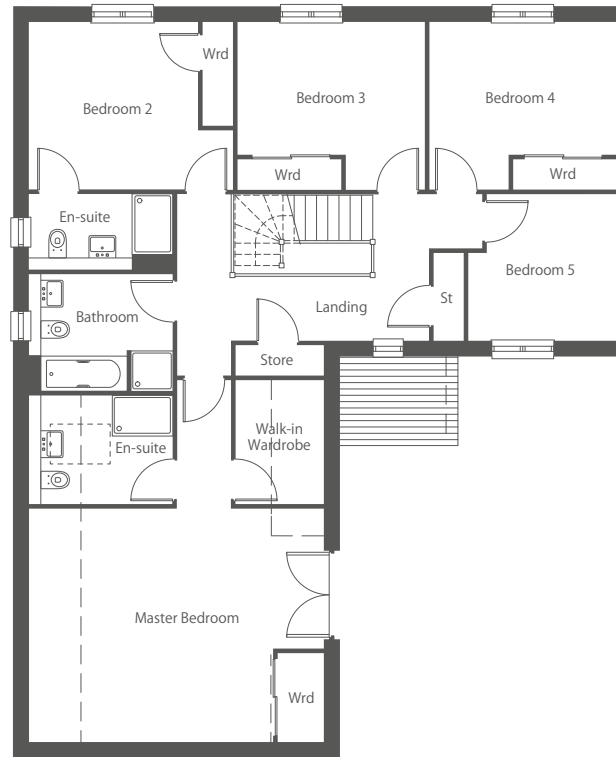 Wrd
Bedroom 2
Bedroom 3
Bedroom 4
Wrd
Wrd
En-suite
Bedroom 5
Landing
St
Bathroom
Store
Walk-in
Wardrobe
En-suite
Master Bedroom
Wrd